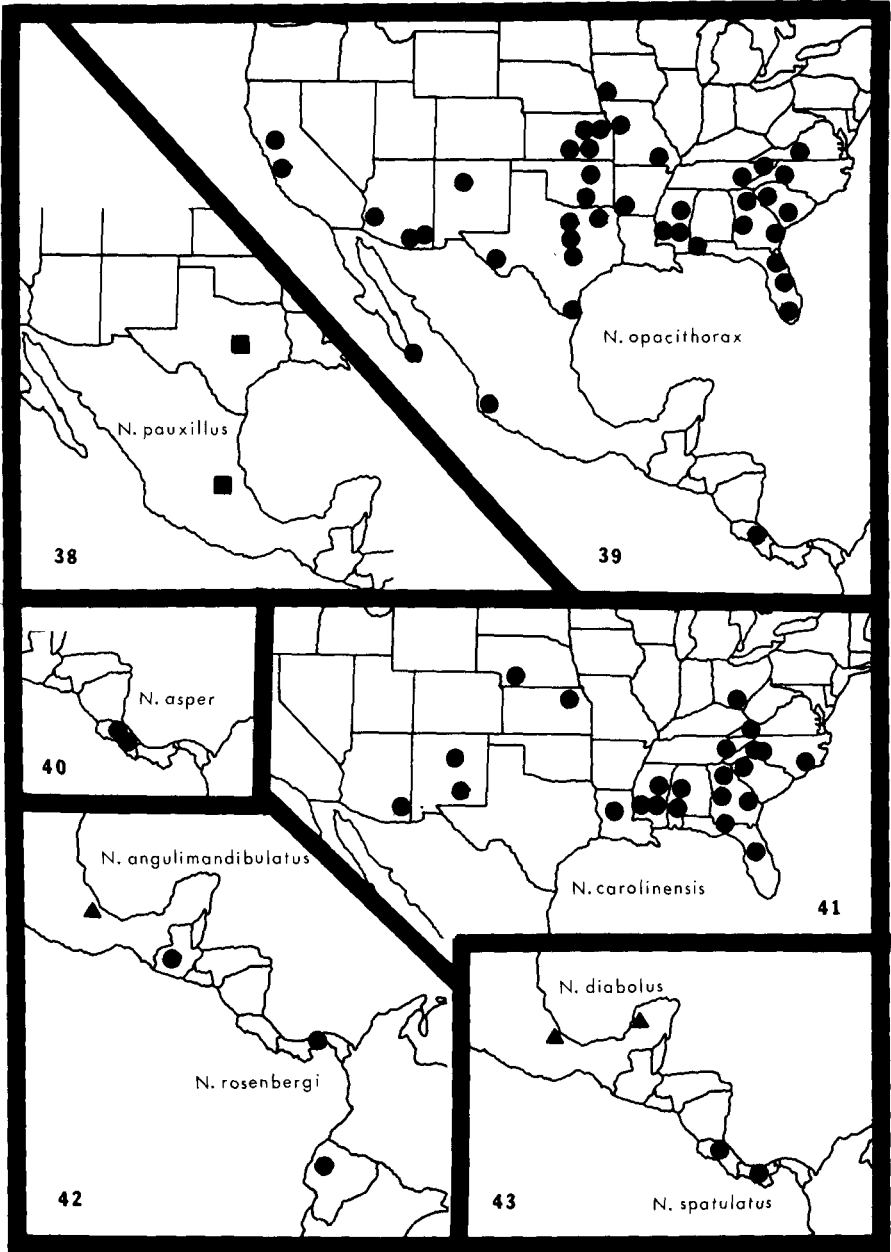 N. opacithorax
N. pauxillus
38
39
N. asper
40
N. carolinensis
41
N. angulimandibulatus
N. rosenbergi
42
N. diabolus
N. spatulatus
43